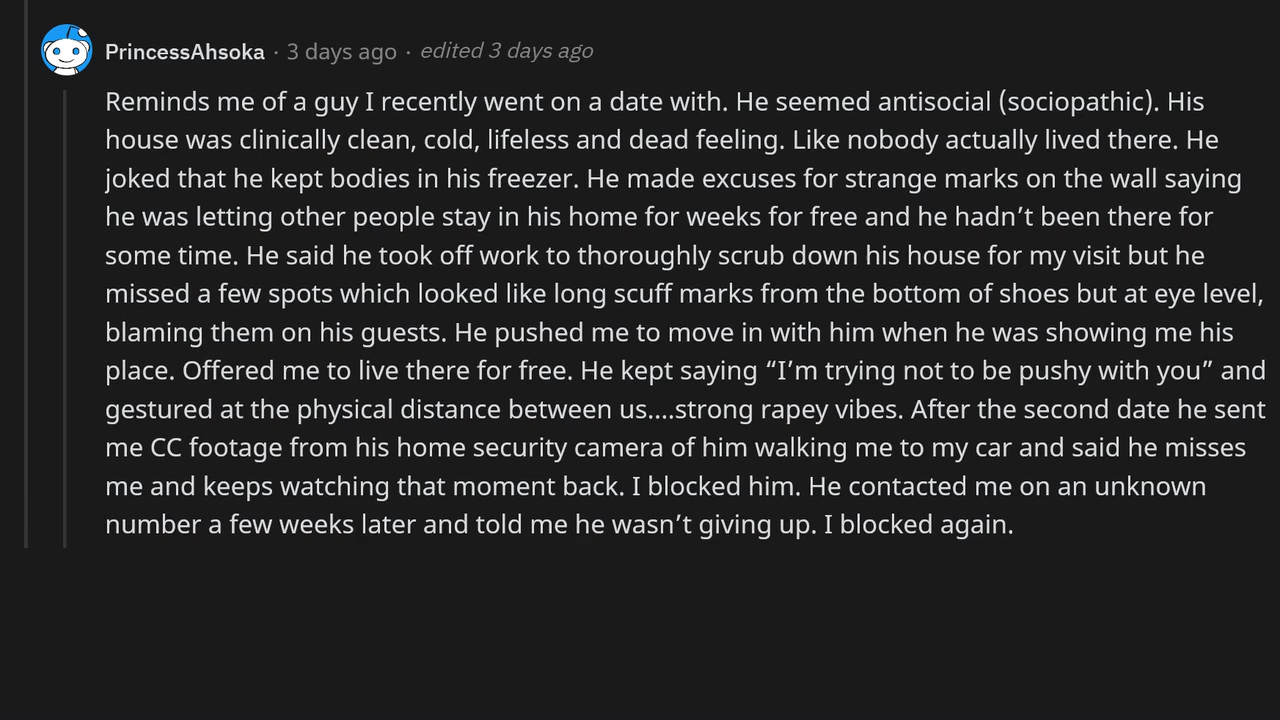 PrincessAhsoka · 3 days ago · edited 3 days ago
Reminds me of a guy I recently went on a date with. He seemed antisocial (sociopathic). His
house was clinically clean, cold, lifeless and dead feeling. Like nobody actually lived there. He
joked that he kept bodies in his freezer. He made excuses for strange marks on the wall saying
he was letting other people stay in his home for weeks for free and he hadn’t been there for
some time. He said he took off work to thoroughly scrub down his house for my visit but he
missed a few spots which looked like long scuff marks from the bottom of shoes but at eye level,
blaming them on his guests. He pushed me to move in with him when he was showing me his
place. Offered me to live there for free. He kept saying “I’m trying not to be pushy with you” and
gestured at the physical distance between us....strong rapey vibes. After the second date he sent
me CC footage from his home security camera of him walking me to my car and said he misses
me and keeps watching that moment back. I blocked him. He contacted me on an unknown
number a few weeks later and told me he wasn’t giving up. I blocked again.